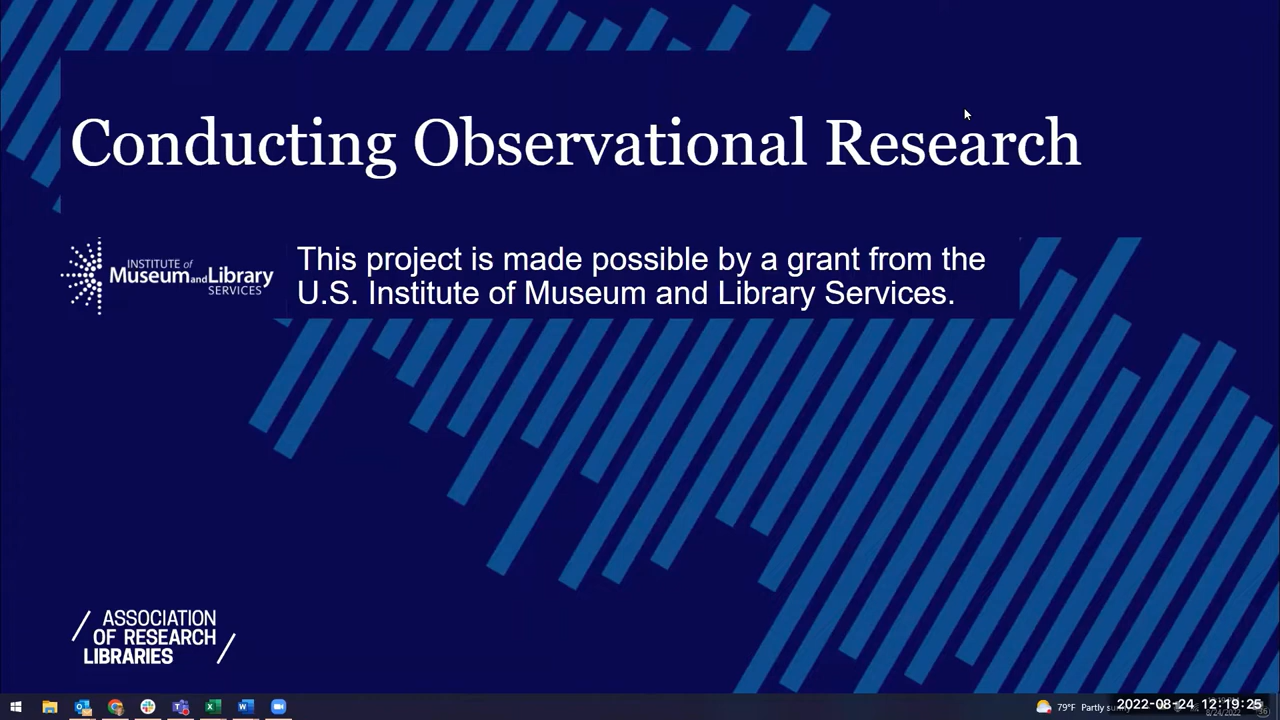 Conducting Observational Research
INSTITUTE of
Museum and Library
SERVICES
This project is made possible by a grant from the
U.S. Institute of Museum and Library Services.
ASSOCIATION
OF RESEARCH
LIBRARIES
79°F Partly
2022-08-24 12:19:25